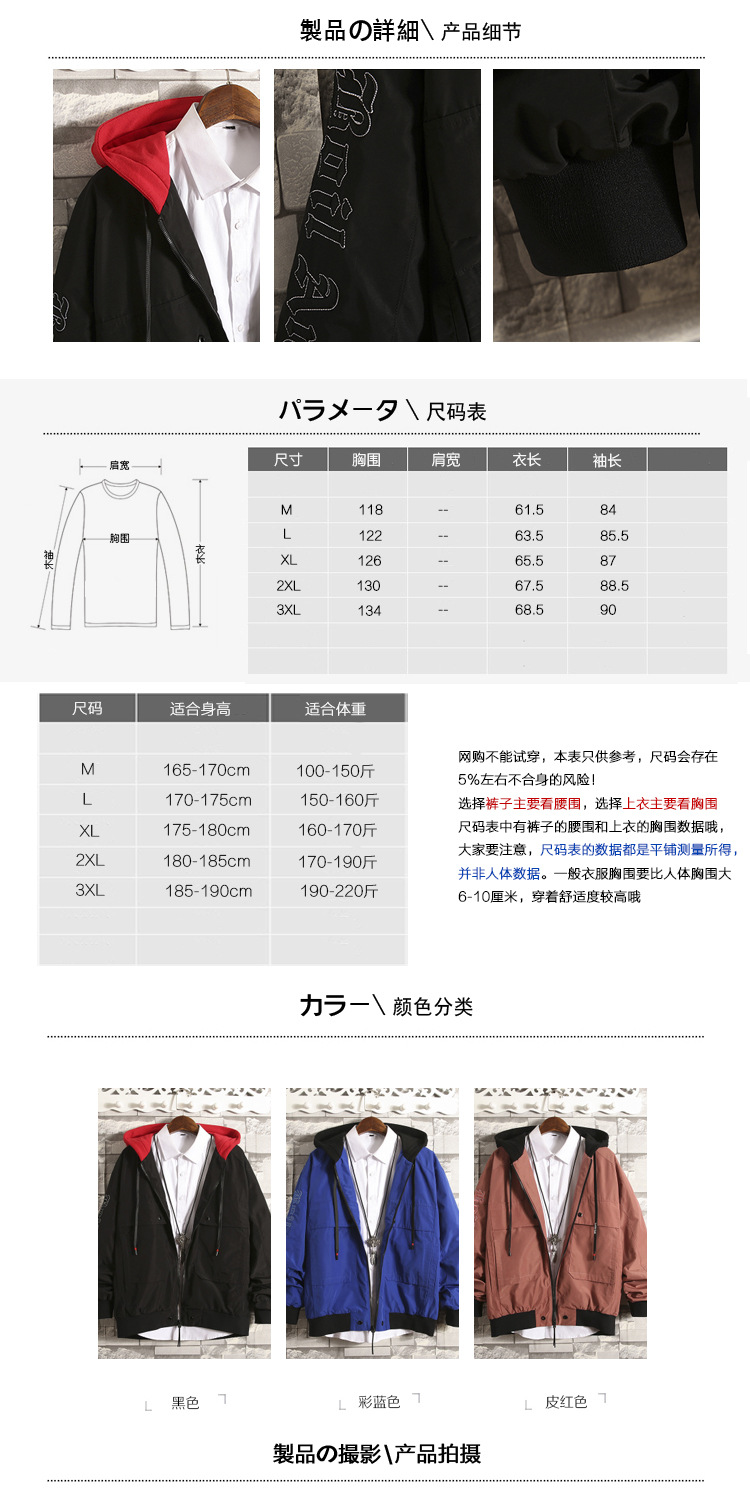 製品の詳細\ 产品细节
パラメータ \ 尺码表
肩宽
胸围
袖长
衣长
尺寸 胸围 肩宽 衣长 袖长
M 118 -- 61.5 84
L 122 -- 63.5 85.5
XL 126 -- 65.5 87
2XL 130 -- 67.5 88.5
3XL 134 -- 68.5 90
尺码 适合身高 适合体重
M 165-170cm 100-150斤
L 170-175cm 150-160斤
XL 175-180cm 160-170斤
2XL 180-185cm 170-190斤
3XL 185-190cm 190-220斤
网购不能试穿，本表只供参考，尺码会存在
5%左右不合身的风险！
选择裤子主要看腰围，选择上衣主要看胸围
尺码表中有裤子的腰围和上衣的胸围数据哦，
大家要注意，尺码表的数据都是平铺测量所得，
并非人体数据。一般衣服胸围要比人体胸围大
6-10厘米，穿着舒适度较高哦
カラー\ 颜色分类
黑色 彩蓝色 皮红色
製品の撮影\产品拍摄